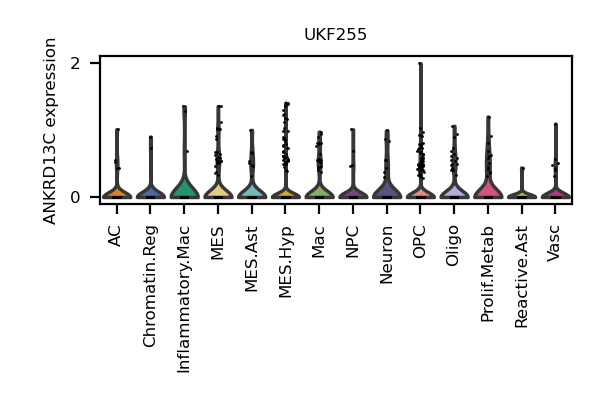 UKF255
ANKRD13C expression
2
0
AC
Chromatin.Reg
Inflammatory.Mac
MES
MES.Ast
MES.Hyp
Mac
NPC
Neuron
OPC
Oligo
Prolif.Metab
Reactive.Ast
Vasc